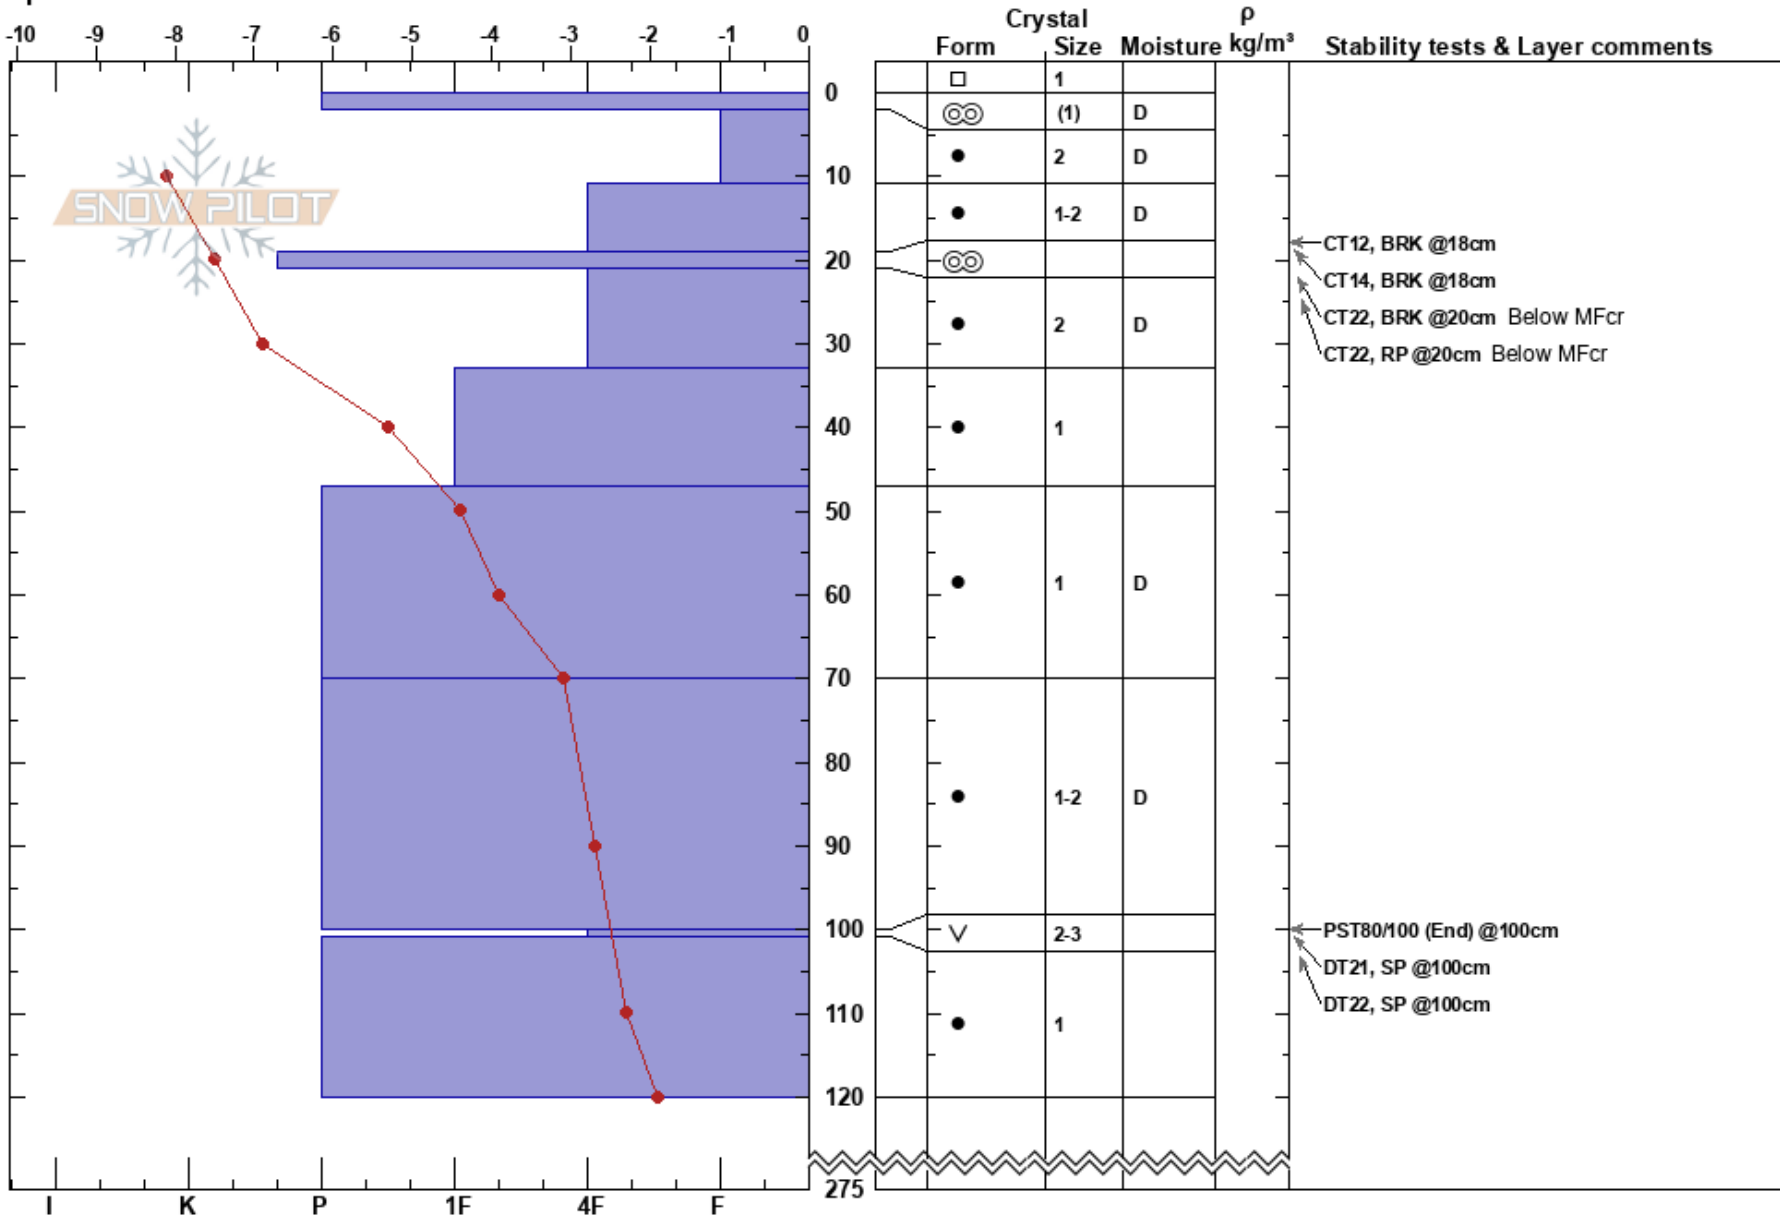 Crystal ρ
-10 -9 -8 -7 -6 -5 -4 -3 -2 -1 0 Form Size Moisture kg/m³ Stability tests & Layer comments
1
0
(1) D
2 D
10
SNOW PILOT
1-2 D
CT12, BRK @18cm
20
CT14, BRK @18cm
2 D CT22, BRK @20cm Below MFcr
30
CT22, RP @20cm Below MFcr
40 1
50
1 D
60
70
80
1-2 D
90
100 2-3 PST80/100 (End) @100cm
DT21, SP @100cm
DT22, SP @100cm
110 1
120
275
I K P 1F 4F F